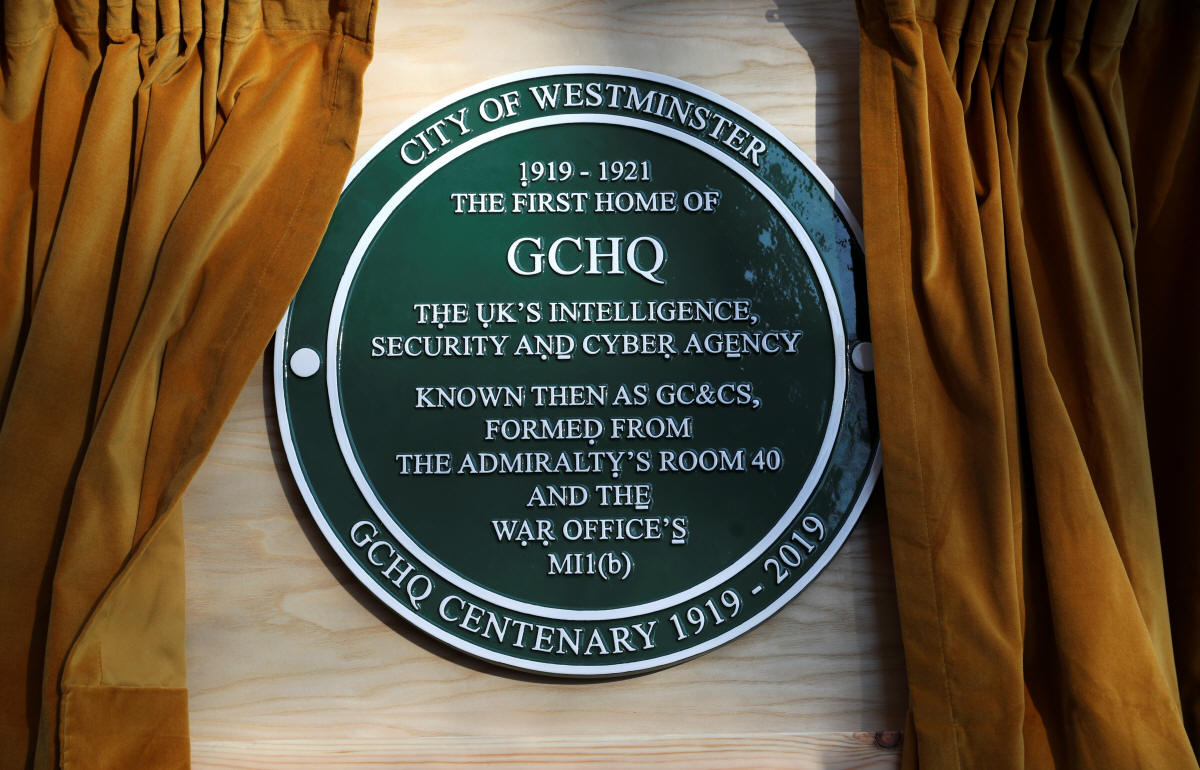 CITY OF WESTMINSTER
1919 - 1921
THE FIRST HOME OF
GCHQ
THE UK'S INTELLIGENCE,
SECURITY AND CYBER AGENCY
KNOWN THEN AS GC&CS,
FORMED FROM
THE ADMIRALTY'S ROOM 40
AND THE
WAR OFFICE'S
MI1(b)
GCHQ CENTENARY 1919 - 2019